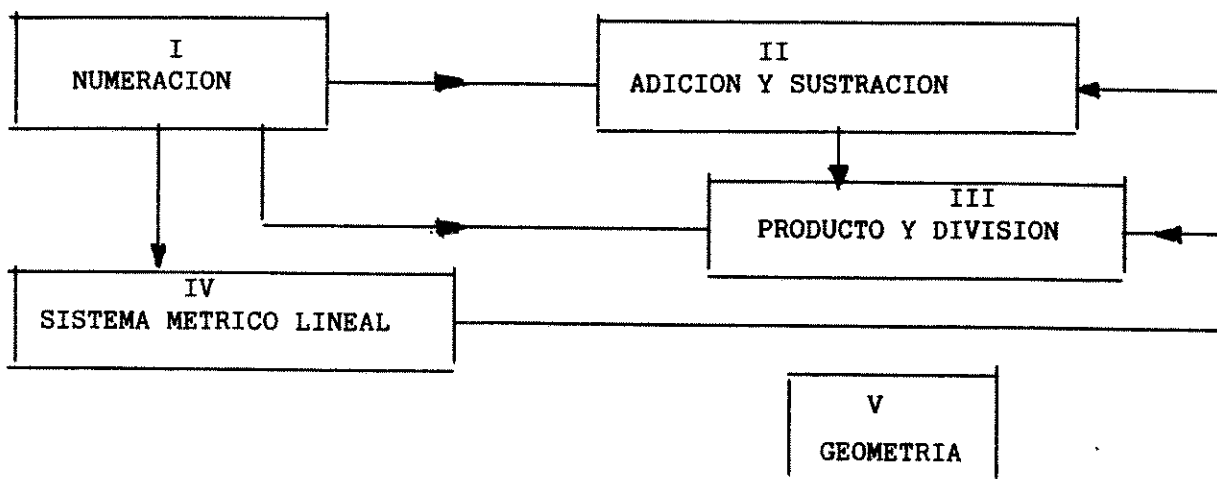 I
NUMERACION
II
ADICION Y SUSTRACION
III
PRODUCTO Y DIVISION
IV
SISTEMA METRICO LINEAL
V
GEOMETRIA